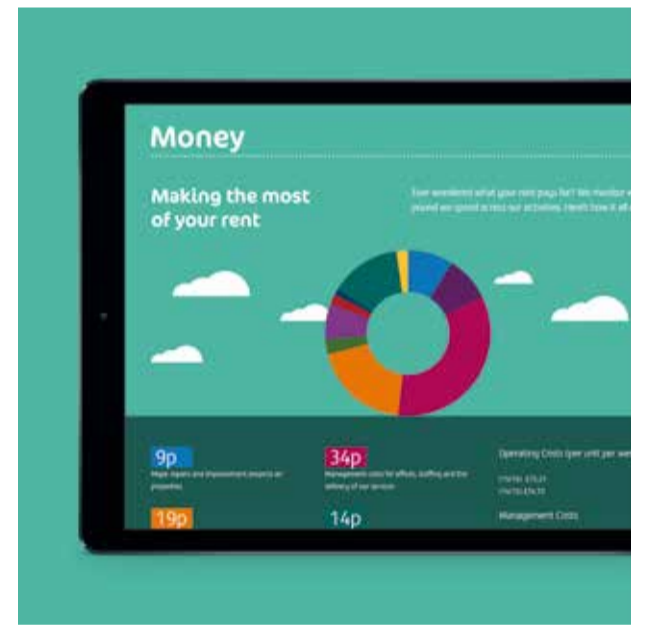 Money
Making the most
of your rent
Ever wondered what your rent pays for? We monitor
pound we spend across our activities. Here's how it all
9p
Major repairs and improvement projects on
properties
34p
Management costs for offices, staffing and the
delivery of our services
Operating Costs (per unit per
19p
14p
Management Costs